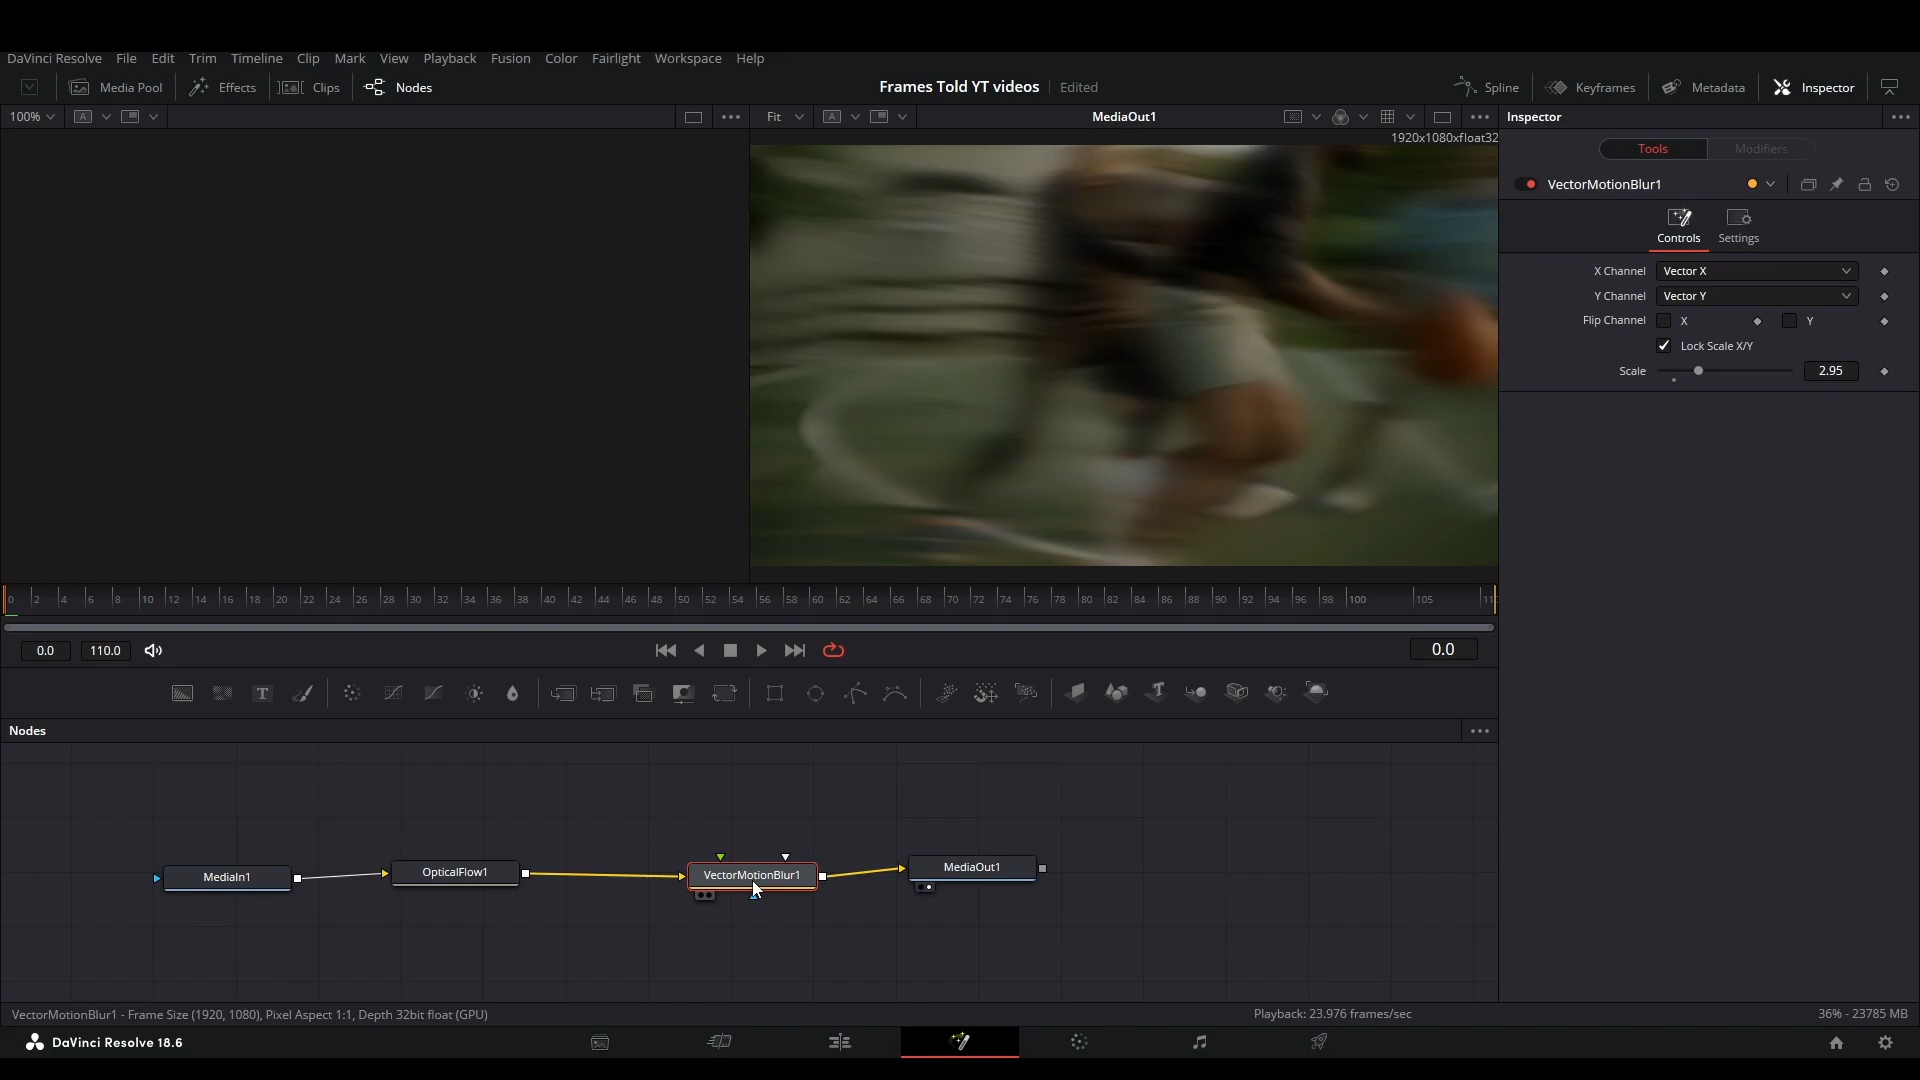 DaVinci Resolve File Edit Trim Timeline Clip Mark View Playback Fusion Color Fairlight Workspace Help
Media Pool Effects Clips Nodes Frames Told YT videos Edited Spline Keyframes Metadata Inspector
100% A Fit A MediaOut1 Inspector
1920x1080xfloat32
Tools Modifiers
VectorMotionBlur1
Controls Settings
X Channel Vector X
Y Channel Vector Y
Flip Channel X Y
Lock Scale X/Y
Scale 2.95
0 2 4 6 8 10 12 14 16 18 20 22 24 26 28 30 32 34 36 38 40 42 44 46 48 50 52 54 56 58 60 62 64 66 68 70 72 74 76 78 80 82 84 86 88 90 92 94 96 98 100 105
0.0 110.0 0.0
T
Nodes
MediaIn1 OpticalFlow1 VectorMotionBlur1 MediaOut1
VectorMotionBlur1 - Frame Size (1920, 1080), Pixel Aspect 1:1, Depth 32bit float (GPU) Playback: 23.976 frames/sec 36% - 23785 MB
DaVinci Resolve 18.6